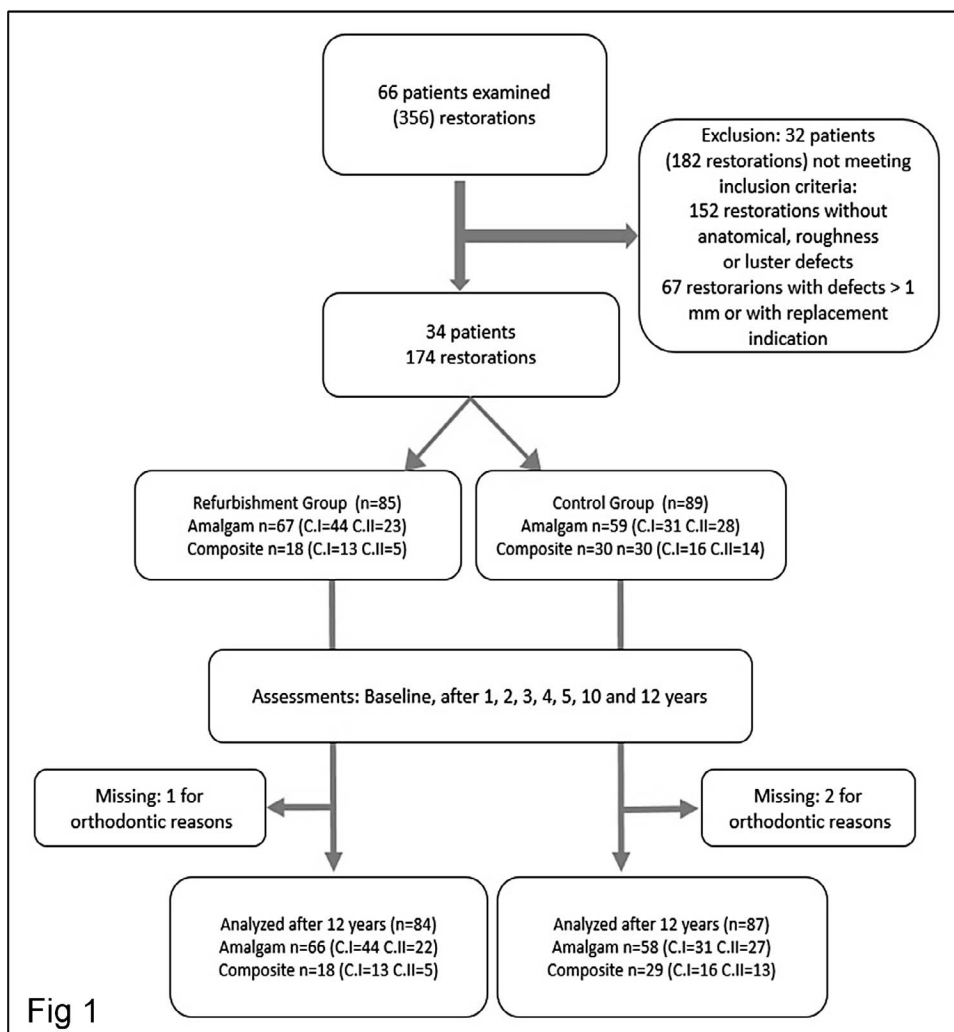 66 patients examined
(356) restorations
Exclusion: 32 patients
(182 restorations) not meeting
inclusion criteria:
152 restorations without
anatomical, roughness
or luster defects
67 restorarions with defects > 1
mm or with replacement
indication
34 patients
174 restorations
Refurbishment Group (n=85)
Amalgam n=67 (C.I=44 C.II=23)
Composite n=18 (C.I=13 C.II=5)
Control Group (n=89)
Amalgam n=59 (C.I=31 C.II=28)
Composite n=30 n=30 (C.I=16 C.II=14)
Assessments: Baseline, after 1, 2, 3, 4, 5, 10 and 12 years
Missing: 1 for
orthodontic reasons
Missing: 2 for
orthodontic reasons
Analyzed after 12 years (n=84)
Amalgam n=66 (C.I=44 C.II=22)
Composite n=18 (C.I=13 C.II=5)
Analyzed after 12 years (n=87)
Amalgam n=58 (C.I=31 C.II=27)
Composite n=29 (C.I=16 C.II=13)
Fig 1